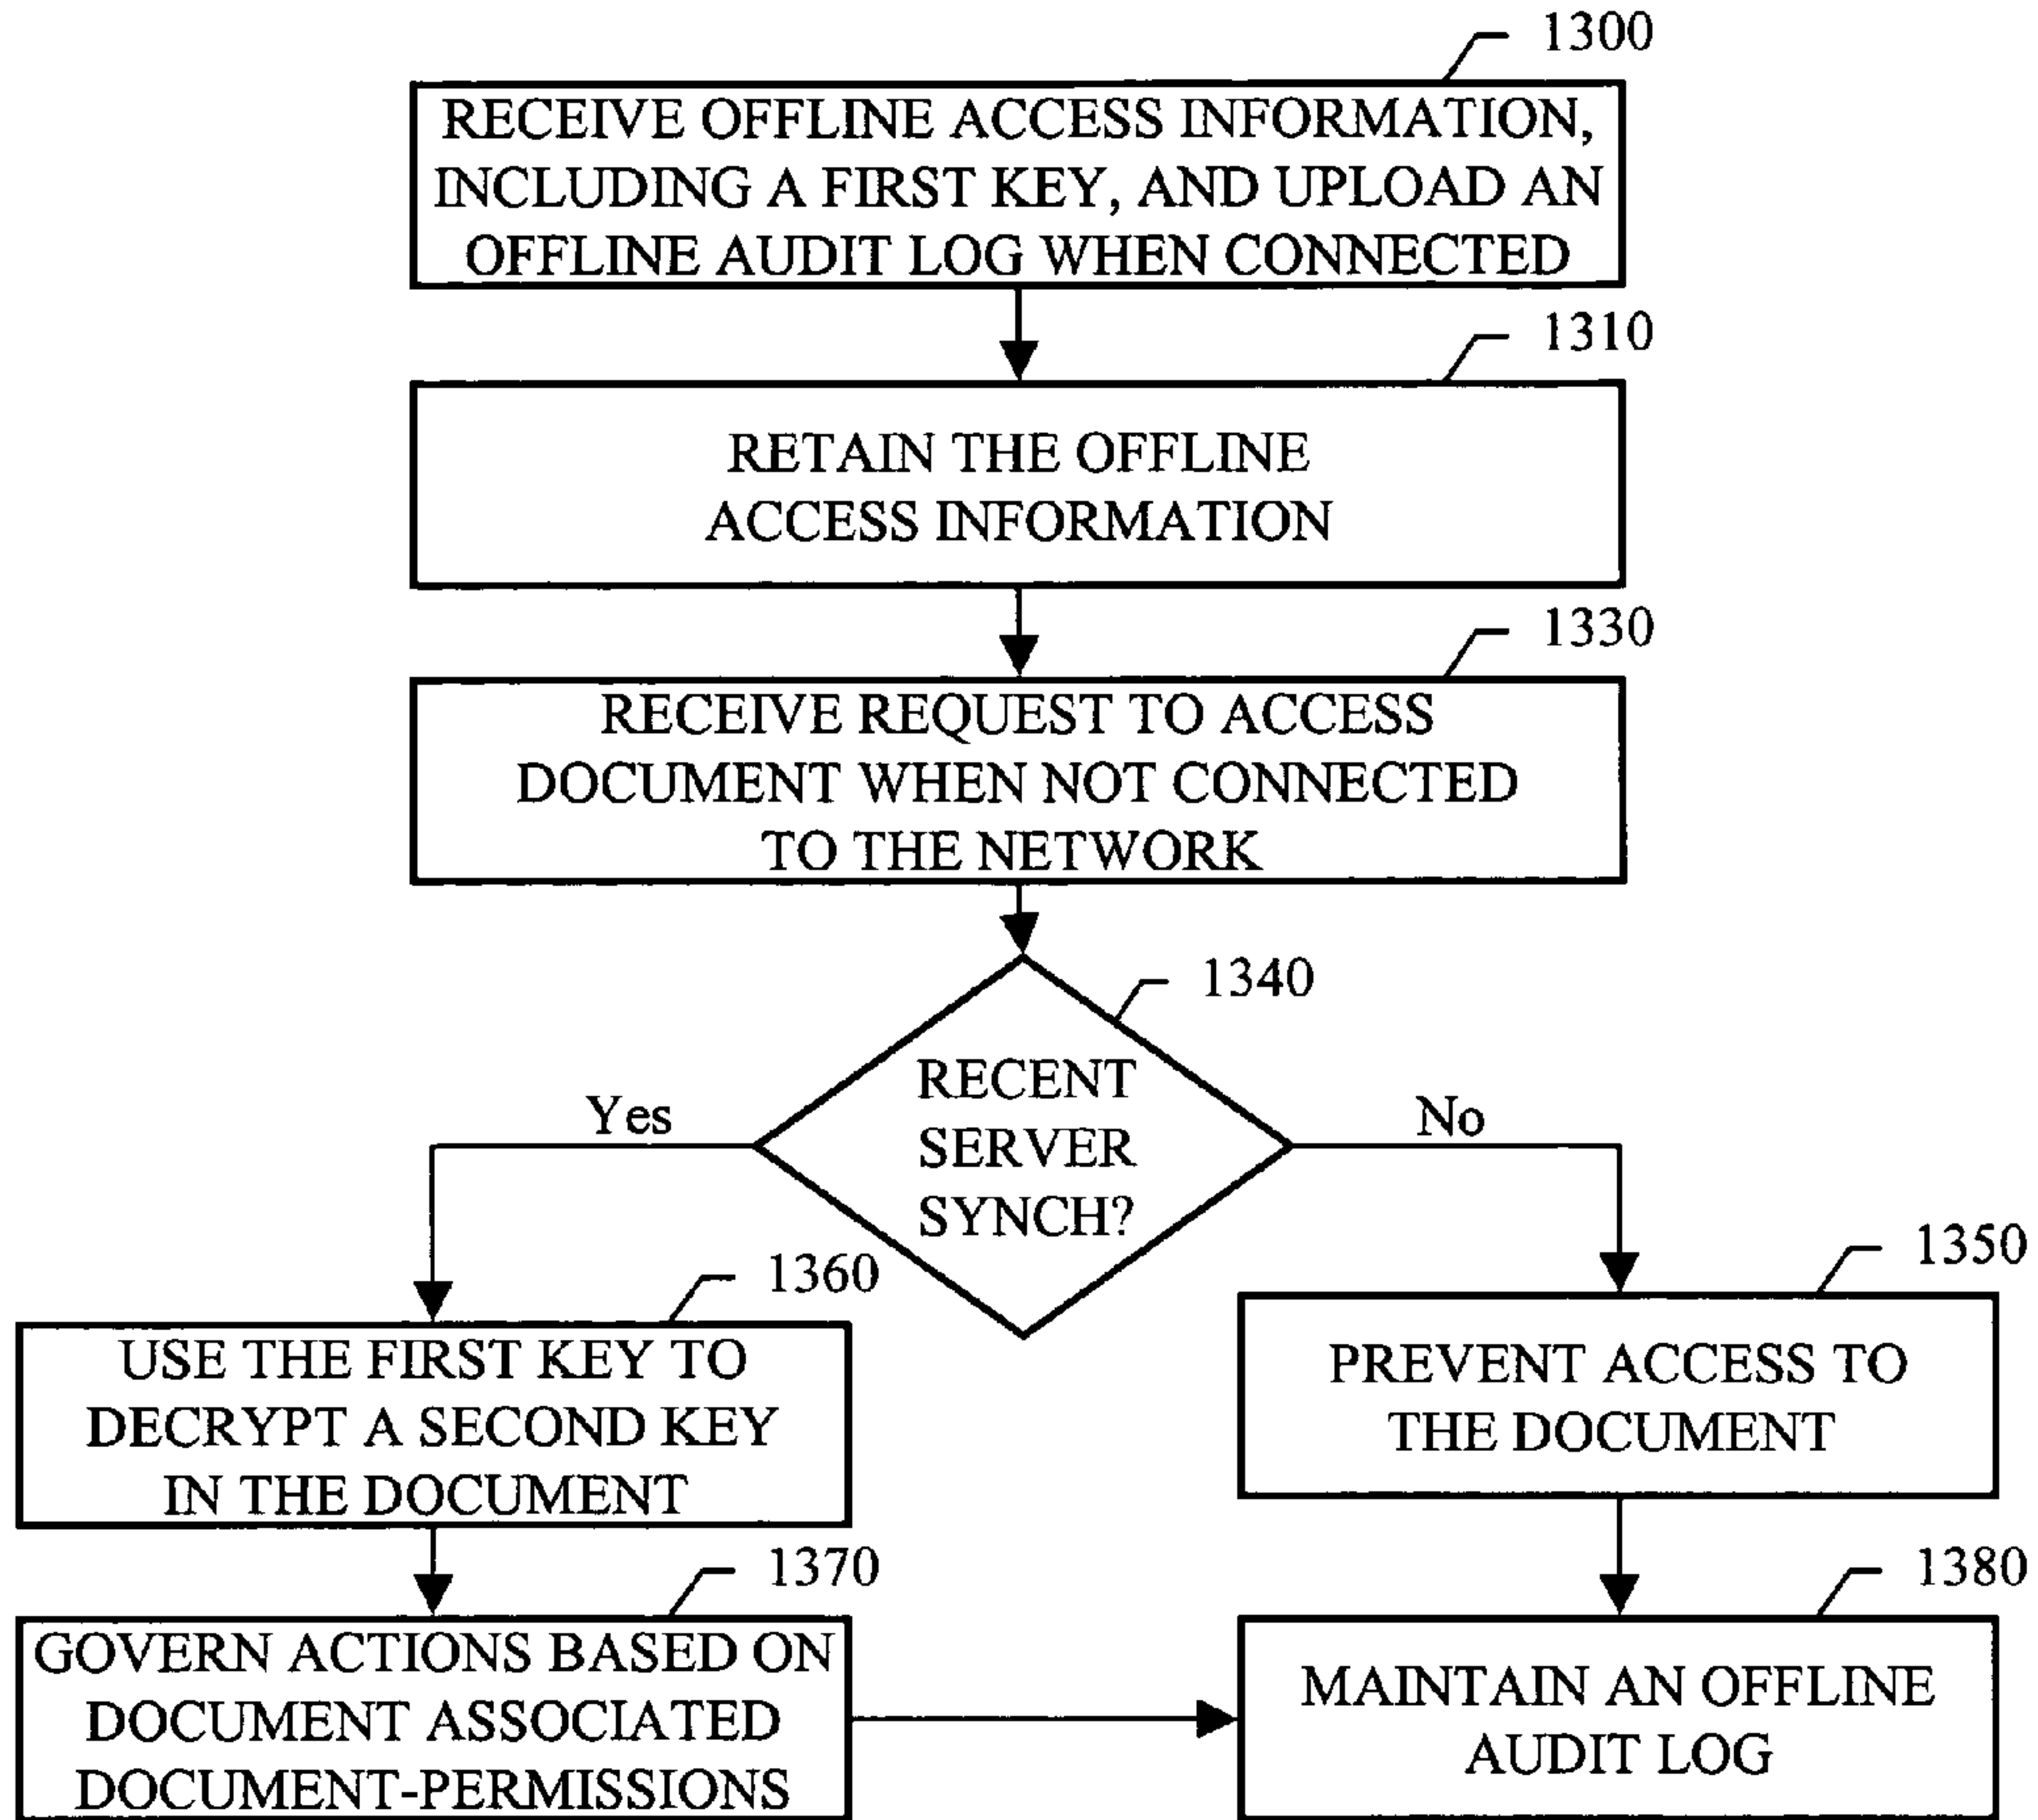 1300
RECEIVE OFFLINE ACCESS INFORMATION,
INCLUDING A FIRST KEY, AND UPLOAD AN
OFFLINE AUDIT LOG WHEN CONNECTED
1310
RETAIN THE OFFLINE
ACCESS INFORMATION
1330
RECEIVE REQUEST TO ACCESS
DOCUMENT WHEN NOT CONNECTED
TO THE NETWORK
1340
RECENT
SERVER
SYNCH?
Yes
No
1360
USE THE FIRST KEY TO
DECRYPT A SECOND KEY
IN THE DOCUMENT
1350
PREVENT ACCESS TO
THE DOCUMENT
1370
GOVERN ACTIONS BASED ON
DOCUMENT ASSOCIATED
DOCUMENT-PERMISSIONS
1380
MAINTAIN AN OFFLINE
AUDIT LOG